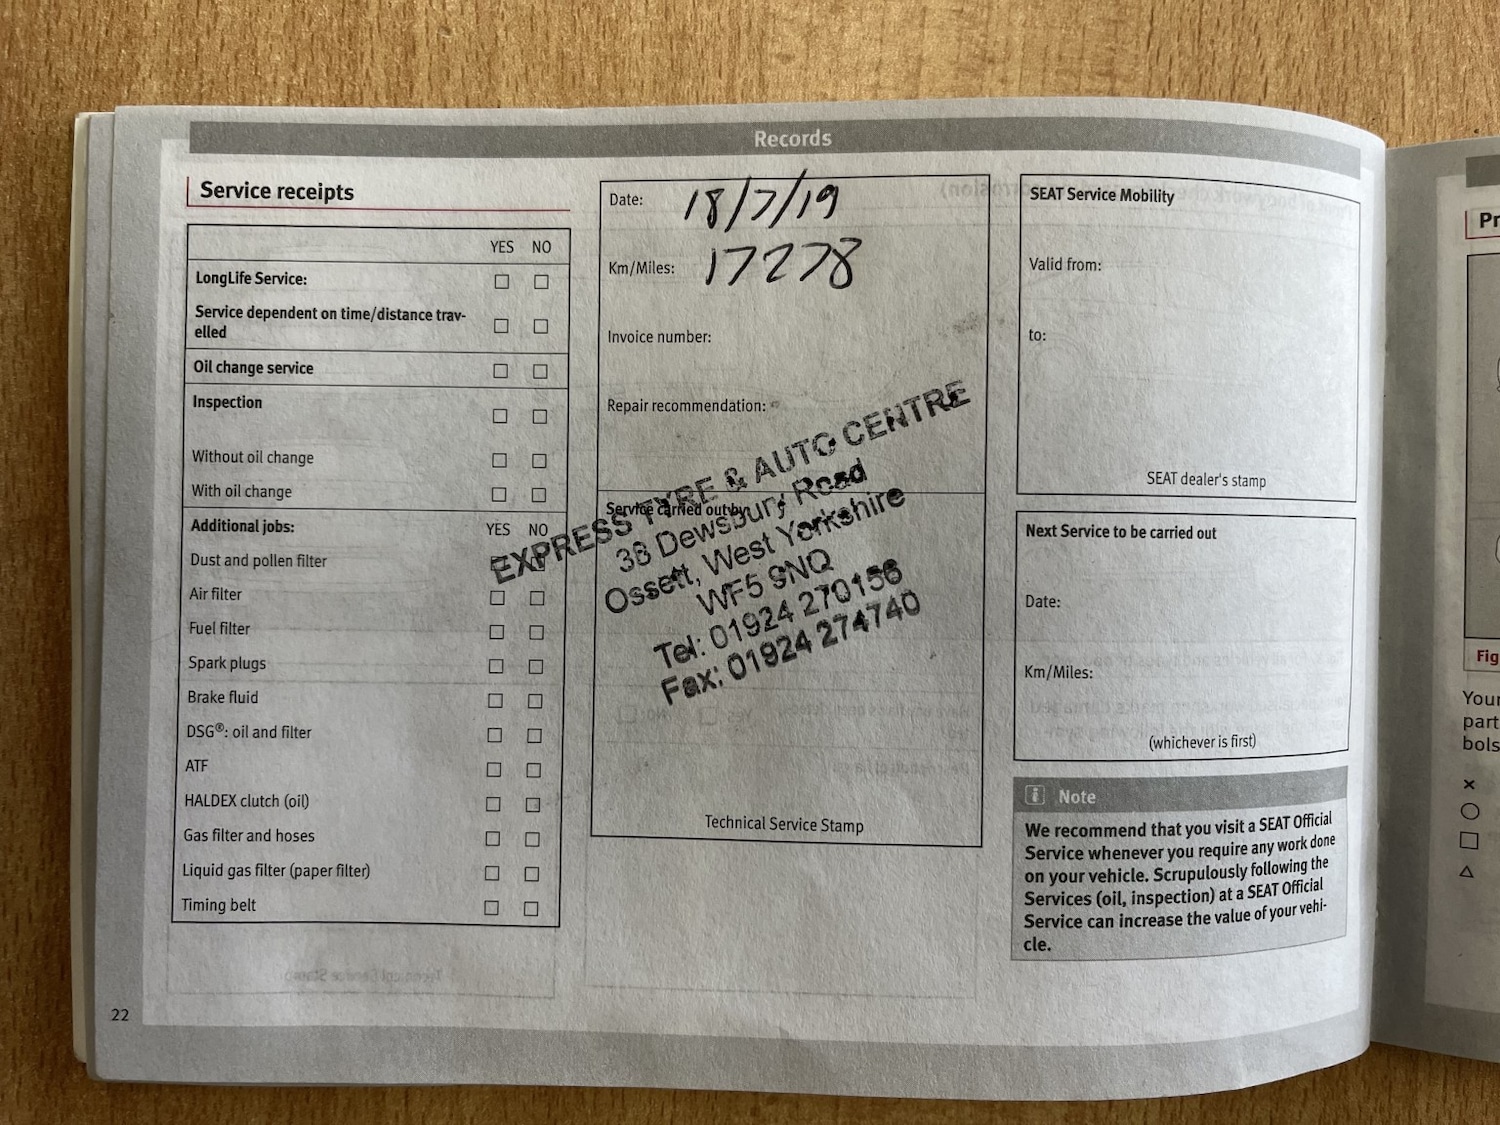 Records
Service receipts
YES NO
LongLife Service:
Service dependent on time/distance trav-
elled
Oil change service
Inspection
Without oil change
With oil change
Additional jobs: YES NO
Dust and pollen filter
Air filter
Fuel filter
Spark plugs
Brake fluid
DSG®: oil and filter
ATF
HALDEX clutch (oil)
Gas filter and hoses
Liquid gas filter (paper filter)
Timing belt
22
Date: 18/7/19
Km/Miles: 17278
Invoice number:
Repair recommendation:
Service carried out by
EXPRESS TYRE & AUTO CENTRE
38 Dewsbury Road
Ossett, West Yorkshire
WF5 9NQ
Tel: 01924 270156
Fax: 01924 274740
Technical Service Stamp
SEAT Service Mobility
Valid from:
to:
SEAT dealer's stamp
Next Service to be carried out
Date:
Km/Miles:
(whichever is first)
i Note
We recommend that you visit a SEAT Official
Service whenever you require any work done
on your vehicle. Scrupulously following the
Services (oil, inspection) at a SEAT Official
Service can increase the value of your vehi-
cle.
Pr
Fig
Your
part
bols